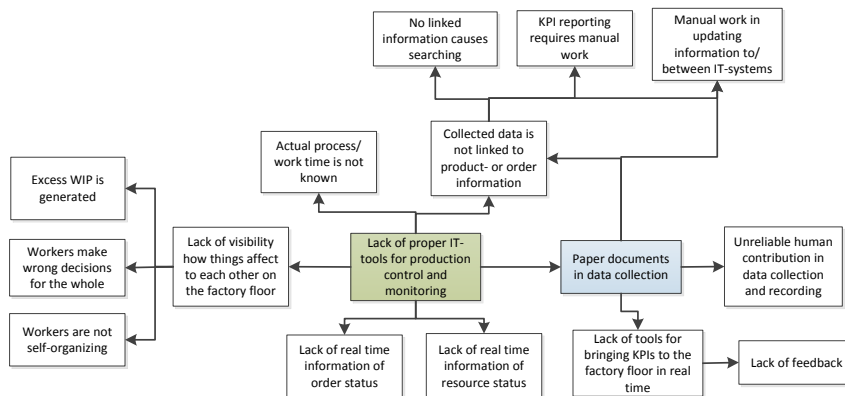 No linked
information causes
searching
KPI reporting
requires manual
work
Manual work in
updating
information to/
between IT-systems
Actual process/
work time is not
known
Collected data is
not linked to
product- or order
information
Excess WIP is
generated
Workers make
wrong decisions
for the whole
Workers are not
self-organizing
Lack of visibility
how things affect
to each other on
the factory floor
Lack of proper IT-
tools for production
control and
monitoring
Paper documents
in data collection
Unreliable human
contribution in
data collection
and recording
Lack of real time
information of
order status
Lack of real time
information of
resource status
Lack of tools for
bringing KPIs to the
factory floor in real
time
Lack of feedback